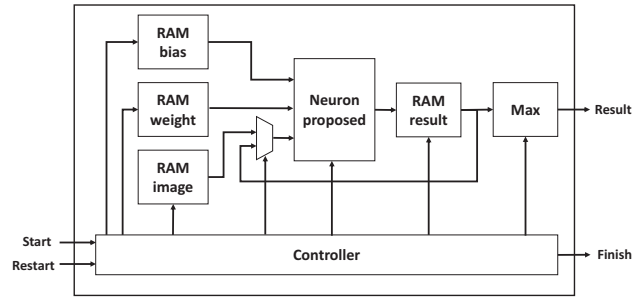 RAM
bias
RAM
weight
RAM
image
Neuron
proposed
RAM
result
Max
Result
Start
Restart
Controller
Finish